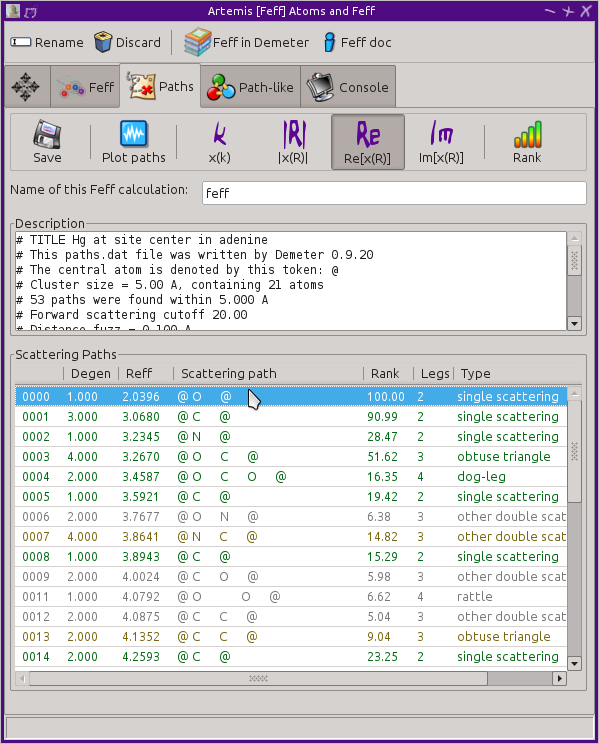 Artemis [Feff] Atoms and Feff
Rename Discard Feff in Demeter Feff doc
Feff Paths Path-like Console
k |R| Re Im
Save Plot paths χ(k) |χ(R)| Re[χ(R)] Im[χ(R)] Rank
Name of this Feff calculation: feff
Description
# TITLE Hg at site center in adenine
# This paths.dat file was written by Demeter 0.9.20
# The central atom is denoted by this token: @
# Cluster size = 5.00 A, containing 21 atoms
# 53 paths were found within 5.000 A
# Forward scattering cutoff 20.00
# Distance fuzz = 0.100 A
Scattering Paths
Degen Reff Scattering path Rank Legs Type
0000 1.000 2.0396 @ O @ 100.00 2 single scattering
0001 3.000 3.0680 @ C @ 90.99 2 single scattering
0002 1.000 3.2345 @ N @ 28.47 2 single scattering
0003 4.000 3.2670 @ O C @ 51.62 3 obtuse triangle
0004 2.000 3.4587 @ O C O @ 16.35 4 dog-leg
0005 1.000 3.5921 @ C @ 19.42 2 single scattering
0006 2.000 3.7677 @ O N @ 6.38 3 other double scat
0007 4.000 3.8641 @ N C @ 14.82 3 other double scat
0008 1.000 3.8943 @ C @ 15.29 2 single scattering
0009 2.000 4.0024 @ C O @ 5.98 3 other double scat
0011 1.000 4.0792 @ O O @ 6.62 4 rattle
0012 2.000 4.0875 @ C C @ 5.04 3 other double scat
0013 2.000 4.1352 @ C C @ 9.04 3 obtuse triangle
0014 2.000 4.2593 @ C @ 23.25 2 single scattering